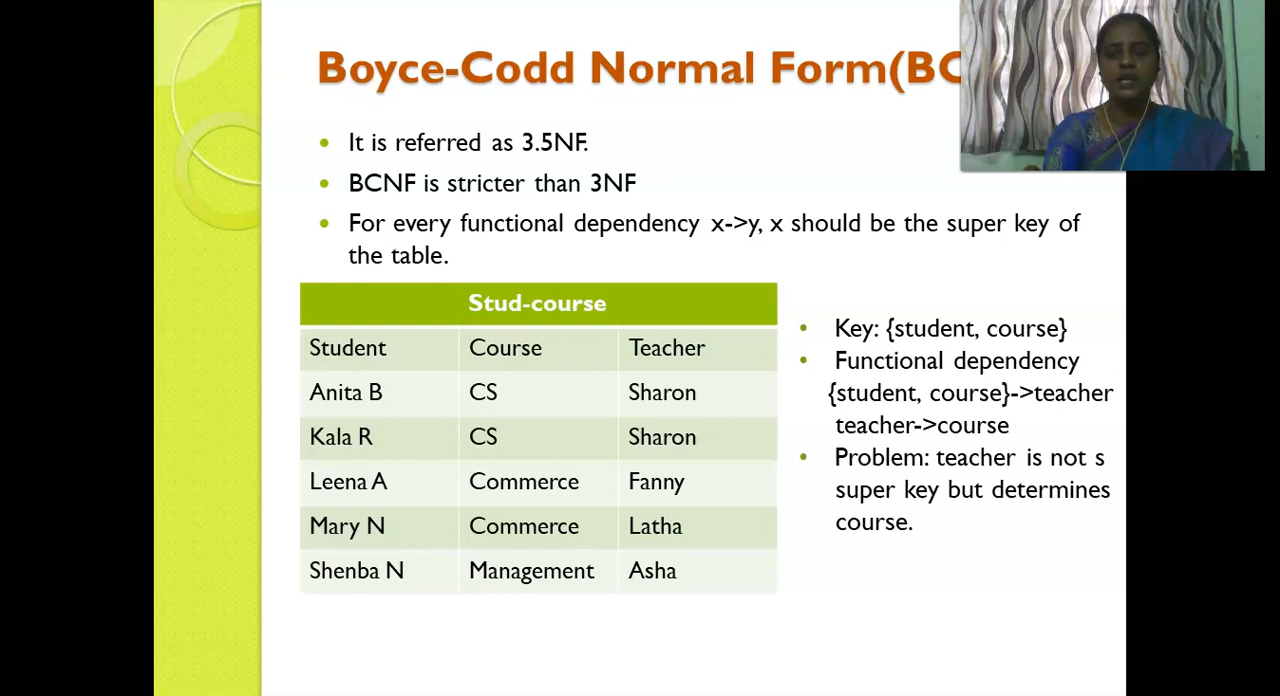 Boyce-Codd Normal Form(BC
It is referred as 3.5NF.
BCNF is stricter than 3NF
For every functional dependency x->y, x should be the super key of
the table.
Stud-course
Student Course Teacher
Anita B CS Sharon
Kala R CS Sharon
Leena A Commerce Fanny
Mary N Commerce Latha
Shenba N Management Asha
Key: {student, course}
Functional dependency
{student, course}->teacher
teacher->course
Problem: teacher is not s
super key but determines
course.